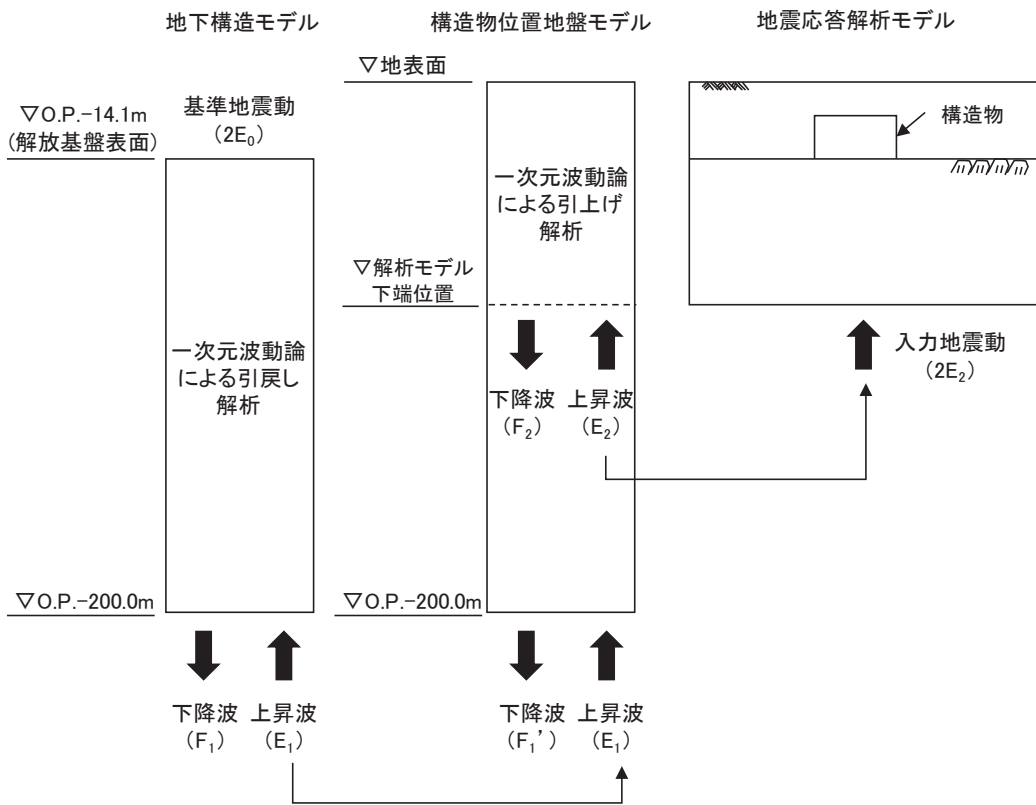 地下構造モデル
構造物位置地盤モデル
地震応答解析モデル
▽O.P.-14.1m
(解放基盤表面)
基準地震動
(2E₀)
一次元波動論
による引戻し
解析
▽O.P.-200.0m
下降波
(F₁)
上昇波
(E₁)
▽地表面
一次元波動論
による引上げ
解析
▽解析モデル
下端位置
下降波
(F₂)
上昇波
(E₂)
▽O.P.-200.0m
下降波
(F₁’)
上昇波
(E₁)
構造物
入力地震動
(2E₂)